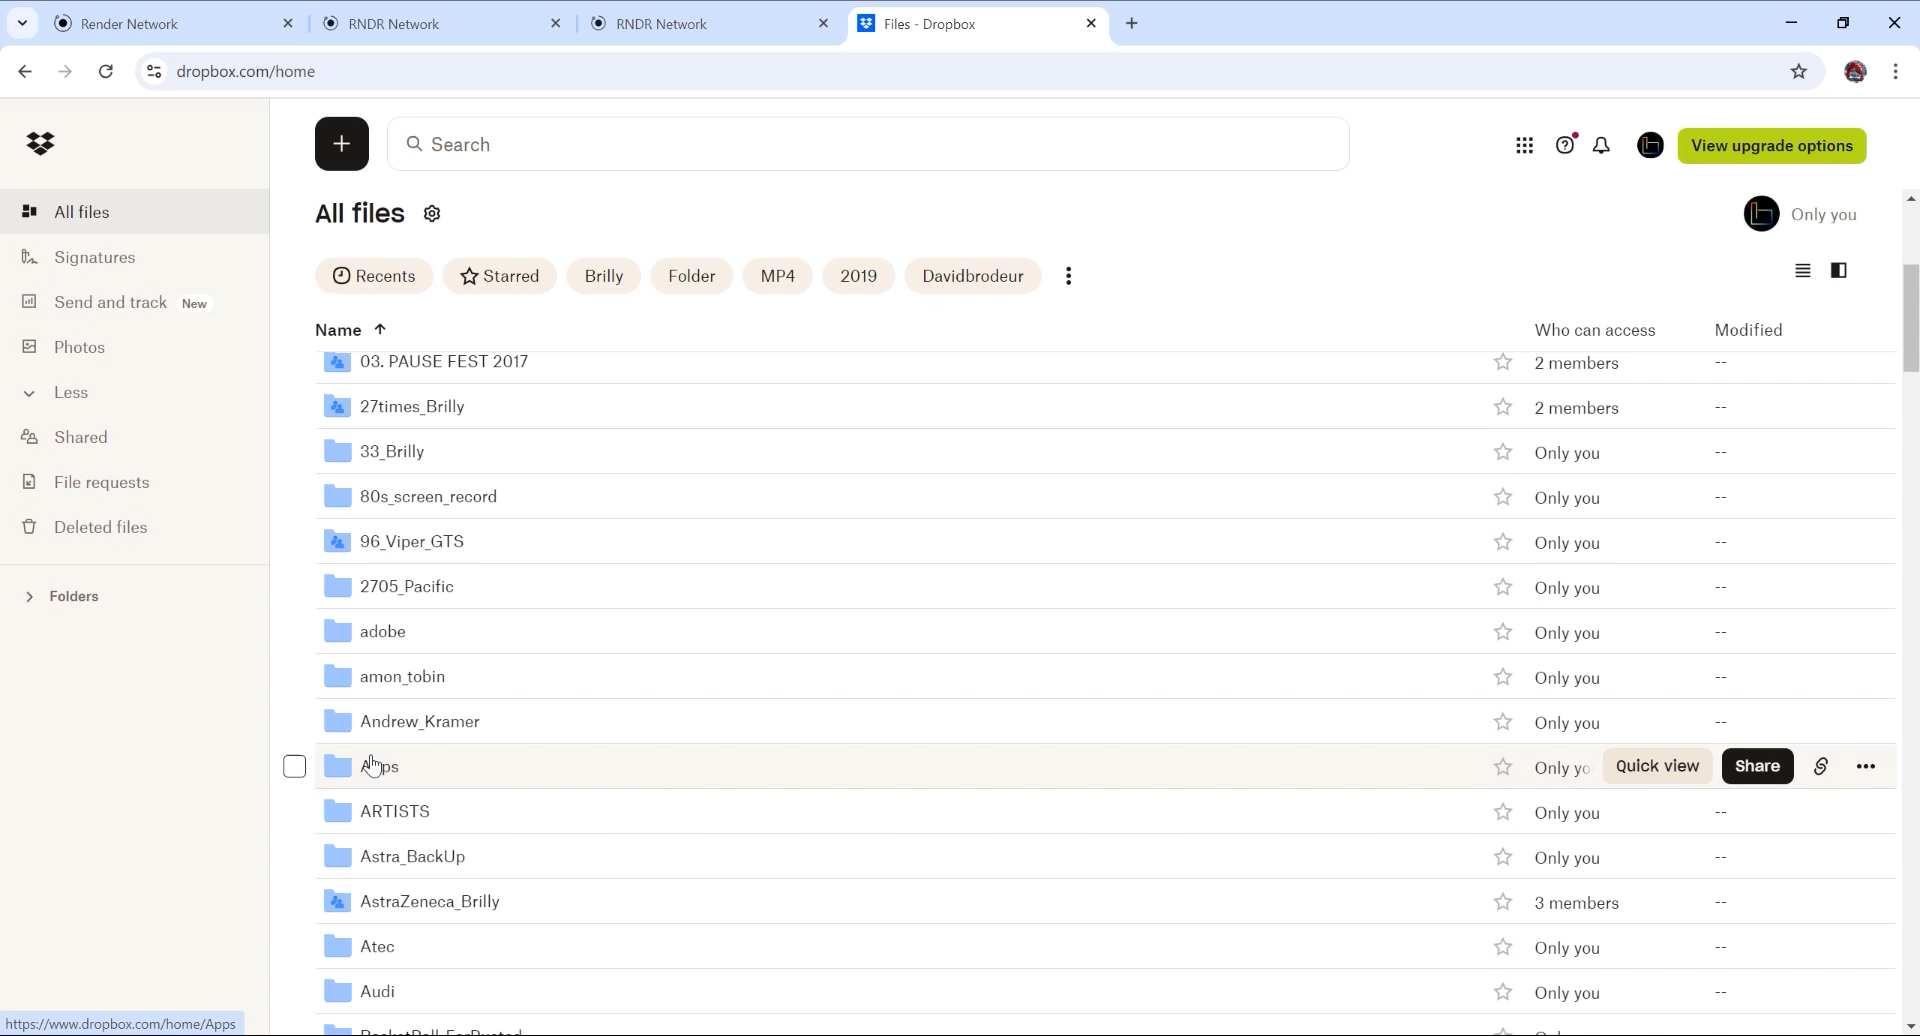 Render Network
RNDR Network
RNDR Network
Files - Dropbox
dropbox.com/home
Search
View upgrade options
All files
Signatures
Send and track New
Photos
Less
Shared
File requests
Deleted files
Folders
All files
Only you
Recents Starred Brilly Folder MP4 2019 Davidbrodeur
Name Who can access Modified
03. PAUSE FEST 2017 2 members --
27times_Brilly 2 members --
33_Brilly Only you --
80s_screen_record Only you --
96_Viper_GTS Only you --
2705_Pacific Only you --
adobe Only you --
amon_tobin Only you --
Andrew_Kramer Only you --
Apps Only yo Quick view Share
ARTISTS Only you --
Astra_BackUp Only you --
AstraZeneca_Brilly 3 members --
Atec Only you --
Audi Only you --
https://www.dropbox.com/home/Apps